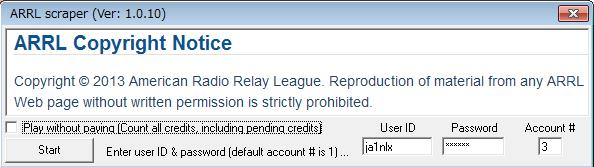 ARRL scraper (Ver: 1.0.10)
ARRL Copyright Notice
Copyright © 2013 American Radio Relay League. Reproduction of material from any ARRL
Web page without written permission is strictly prohibited.
Play without paying (Count all credits, including pending credits)
User ID Password Account #
Start Enter user ID & password (default account # is 1) ... ja1nlx ****** 3